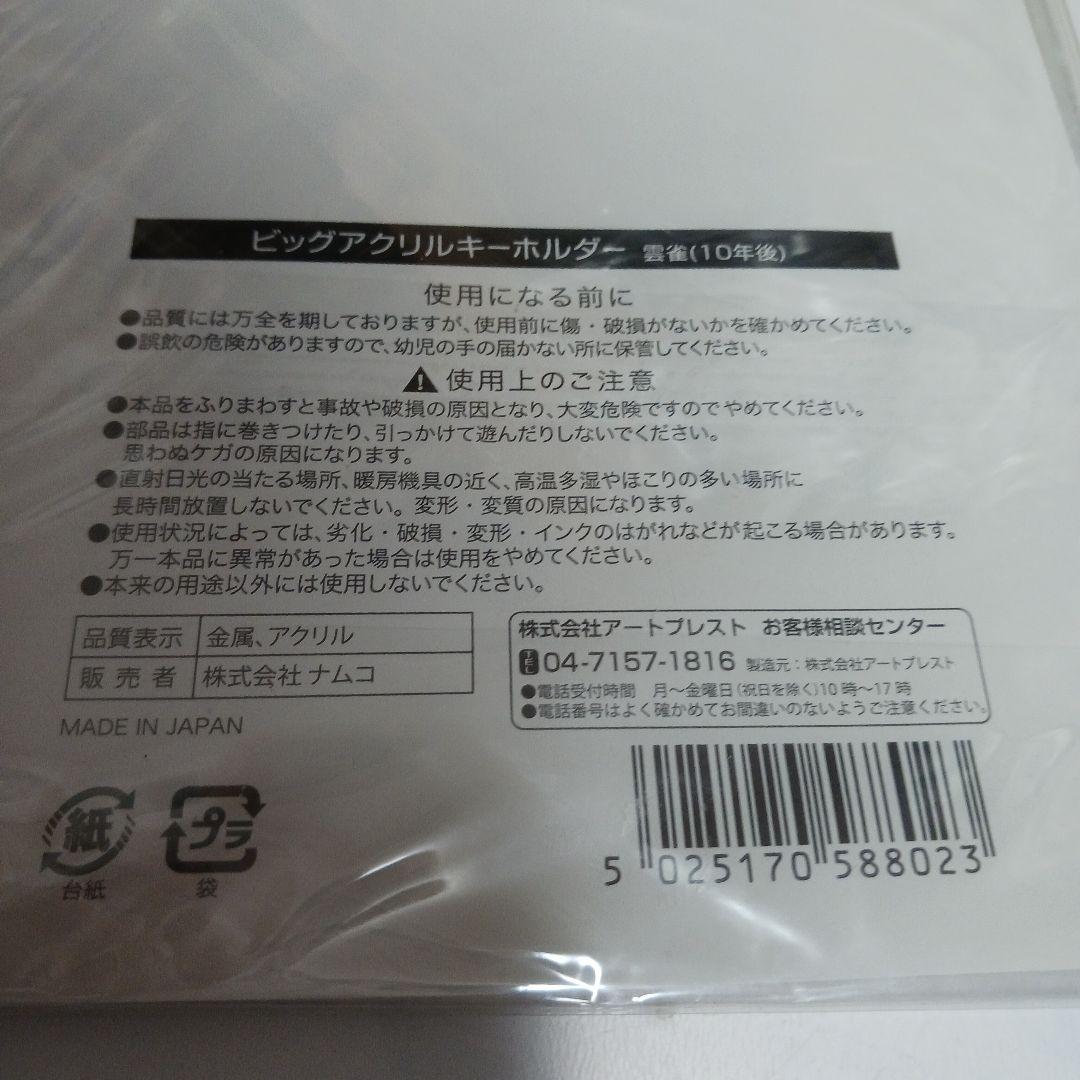 ビッグアクリルキーホルダー 雲雀(10年後)
使用になる前に
●品質には万全を期しておりますが、使用前に傷・破損がないかを確かめてください。
●誤飲の危険がありますので、幼児の手の届かない所に保管してください。
使用上のご注意
●本品をふりまわすと事故や破損の原因となり、大変危険ですのでやめてください。
●部品は指に巻きつけたり、引っかけて遊んだりしないでください。
思わぬケガの原因になります。
●直射日光の当たる場所、暖房機具の近く、高温多湿やほこりの多い場所に
長時間放置しないでください。変形・変質の原因になります。
●使用状況によっては、劣化・破損・変形・インクのはがれなどが起こる場合があります。
万一本品に異常があった場合は使用をやめてください。
●本来の用途以外には使用しないでください。
品質表示 金属、アクリル
販売者 株式会社 ナムコ
MADE IN JAPAN
株式会社アートプレスト お客様相談センター
TEL 04-7157-1816 製造元：株式会社アートプレスト
●電話受付時間 月～金曜日(祝日を除く)10時～17時
●電話番号はよく確かめてお間違いのないようご注意ください。
紙 プラ
台紙 袋
5 025170 588023